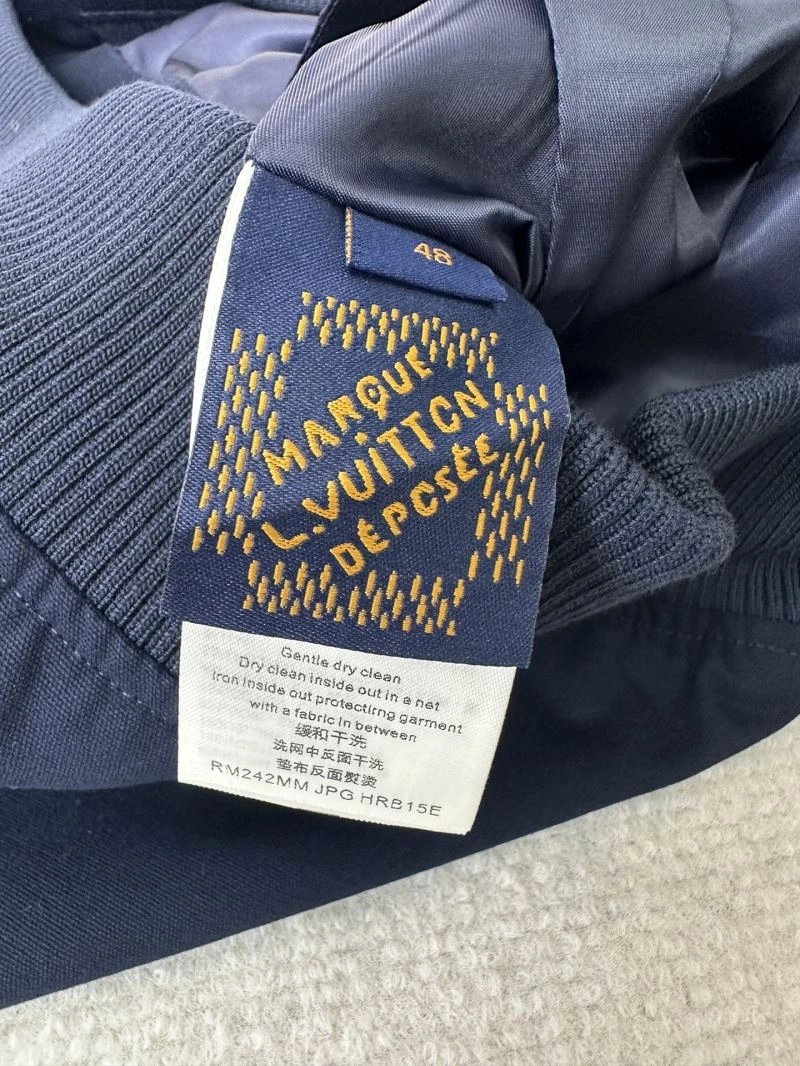 48
MARQUE
L.VUITTON
DÉPOSÉE
Gentle dry clean
Dry clean inside out in a net
Iron inside out protectirng garment
with a fabric in between
缓和干洗
洗网中反面干洗
垫布反面熨烫
RM242MM JPG HRB15E